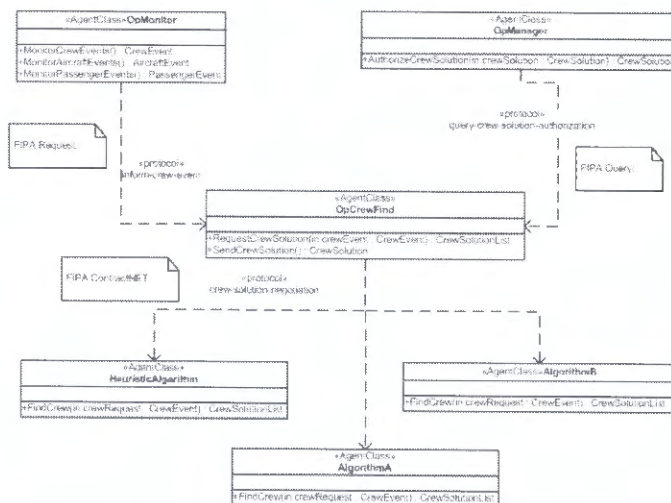 «AgentClass»OpMonitor
+MonitorCrewEvents() : CrewEvent
+MonitorAircraftEvents() : AircraftEvent
+MonitorPassengerEvents() : PassengerEvent
«AgentClass»
OpManager
+AuthorizeCrewSolution(in crewSolution : CrewSolution) : CrewSolution
«protocol»
query-crew-solution-authorization
FIPA Request
FIPA Query
«protocol»
inform-crew-event
«AgentClass»
OpCrewFind
+RequestCrewSolution(in crewEvent : CrewEvent) : CrewSolutionList
+SendCrewSolution() : CrewSolution
FIPA ContractNET
«protocol»
crew-solution-negotiation
«AgentClass»
HeuristicAlgorithm
+FindCrew(in crewRequest : CrewEvent) : CrewSolutionList
«AgentClass»AlgorithmB
+FindCrew(in crewRequest : CrewEvent) : CrewSolutionList
«AgentClass»
AlgorithmA
+FindCrew(in crewRequest : CrewEvent) : CrewSolutionList